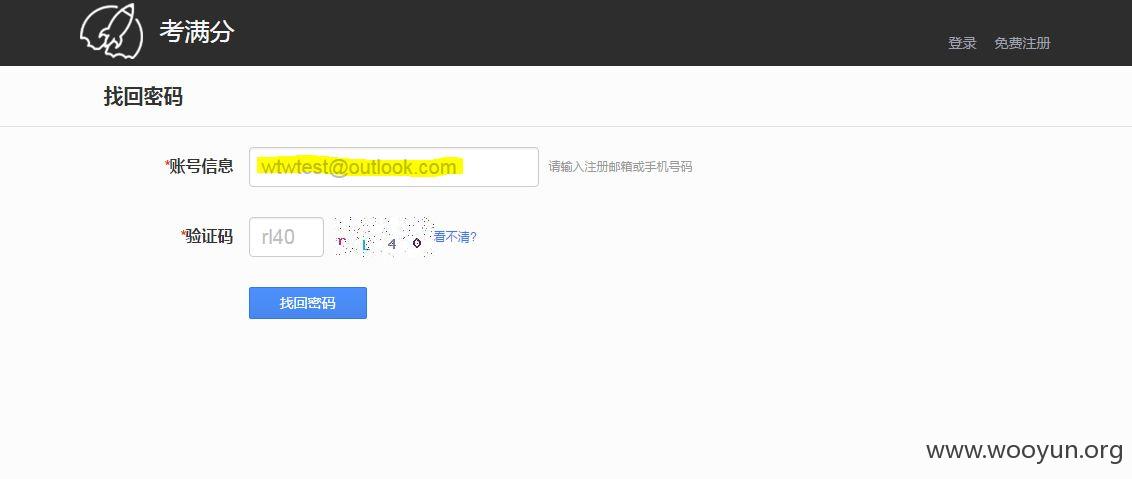 考满分
登录 免费注册
找回密码
*账号信息 wtwtest@outlook.com 请输入注册邮箱或手机号码
*验证码 rl40 rL40 看不清?
找回密码
www.wooyun.org